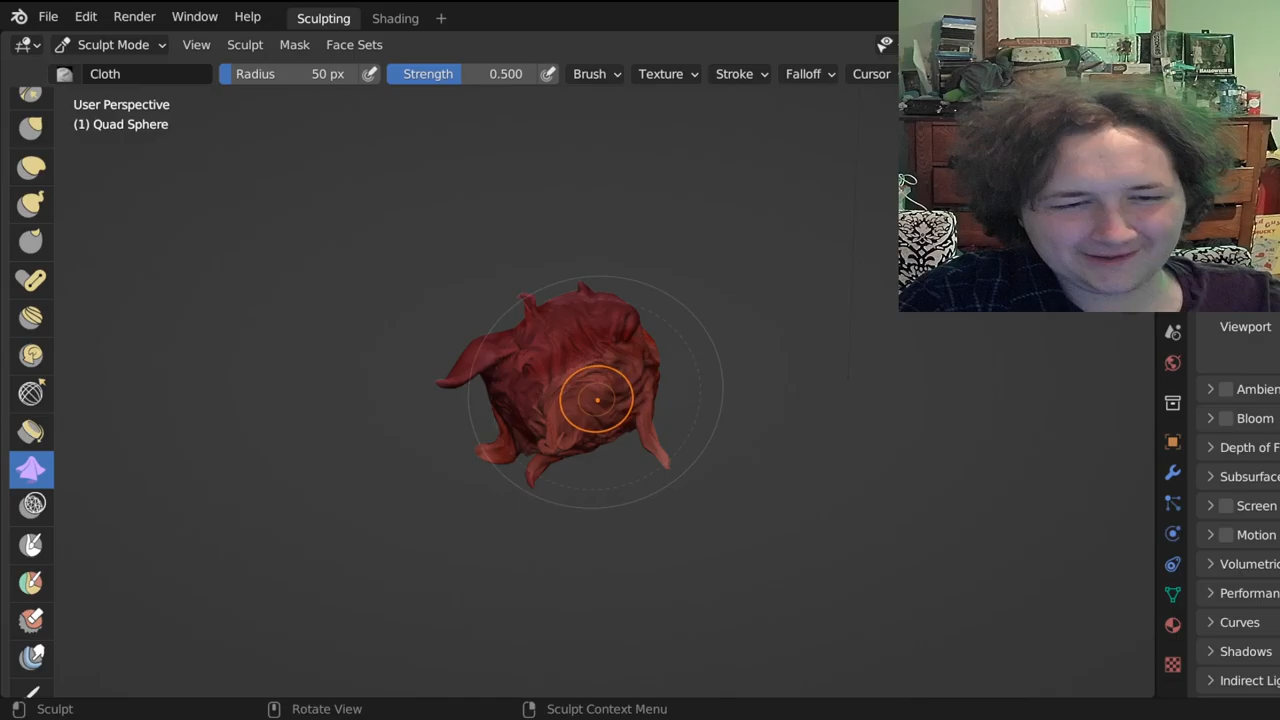 File Edit Render Window Help Sculpting Shading
Sculpt Mode View Sculpt Mask Face Sets
Cloth Radius 50 px Strength 0.500 Brush Texture Stroke Falloff Cursor
User Perspective
(1) Quad Sphere
Viewport
Ambien
Bloom
Depth of F
Subsurface
Screen
Motion
Volumetric
Performan
Curves
Shadows
Indirect Lig
Sculpt Rotate View Sculpt Context Menu